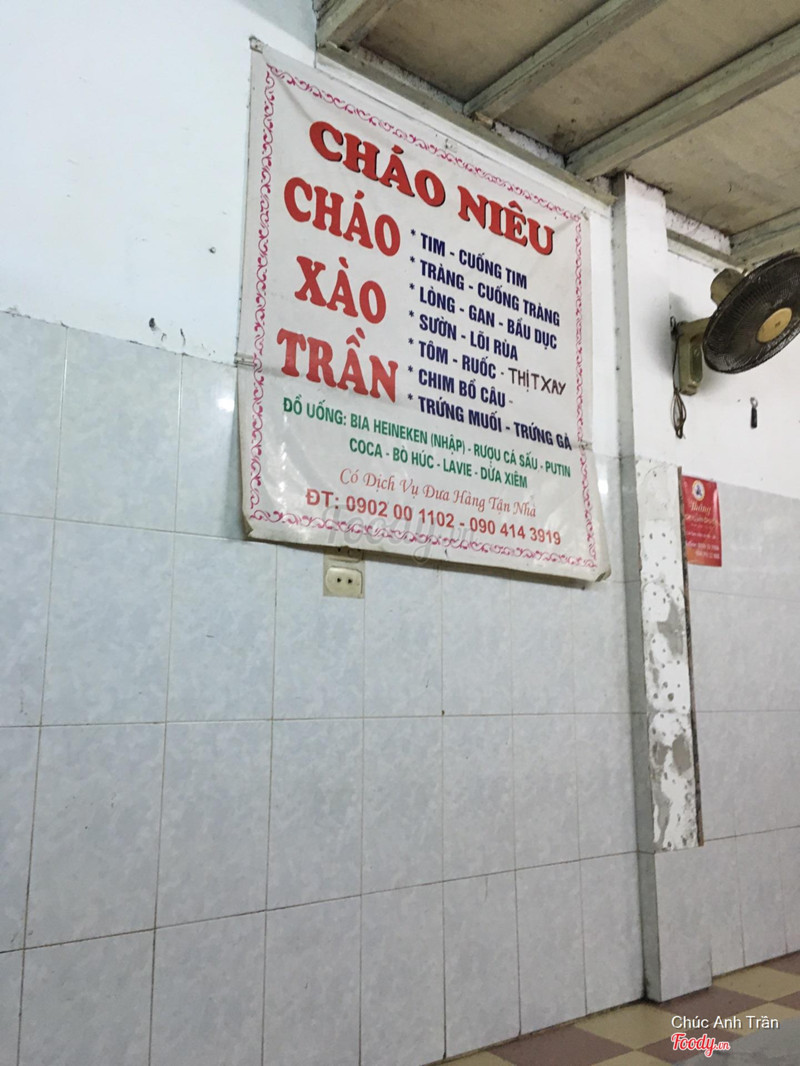 CHÁO NIÊU
CHÁO
XÀO
TRẦN
* TIM - CUỐNG TIM
* TRÀNG - CUỐNG TRÀNG
* LÒNG - GAN - BẦU DỤC
* SƯỜN - LÕI RÙA
* TÔM - RUỐC - THỊT XAY
* CHIM BỒ CÂU -
* TRỨNG MUỐI - TRỨNG GÀ
ĐỒ UỐNG: BIA HEINEKEN (NHẬP) - RƯỢU CÁ SẤU - PUTIN
COCA - BÒ HÚC - LAVIE - DỪA XIÊM
Có Dịch Vụ Đưa Hàng Tận Nhà
ĐT: 0902 00 1102 - 090 414 3919
Foody.vn
Chúc Anh Trần
Foody.vn